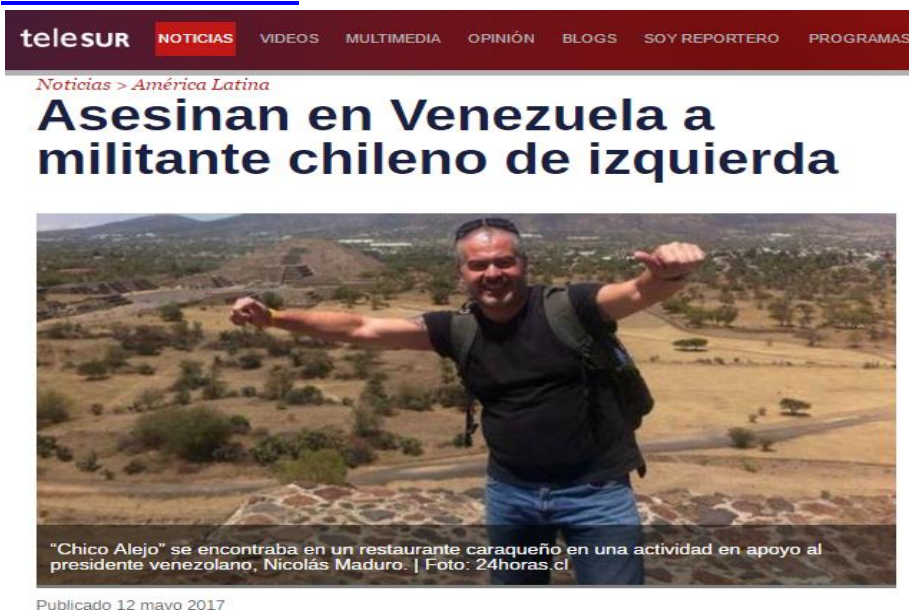 telesUR NOTICIAS VIDEOS MULTIMEDIA OPINIÓN BLOGS SOY REPORTERO PROGRAMAS
Noticias > América Latina
Asesinan en Venezuela a
militante chileno de izquierda
"Chico Alejo" se encontraba en un restaurante caraqueño en una actividad en apoyo al
presidente venezolano, Nicolás Maduro. | Foto: 24horas.cl
Publicado 12 mayo 2017